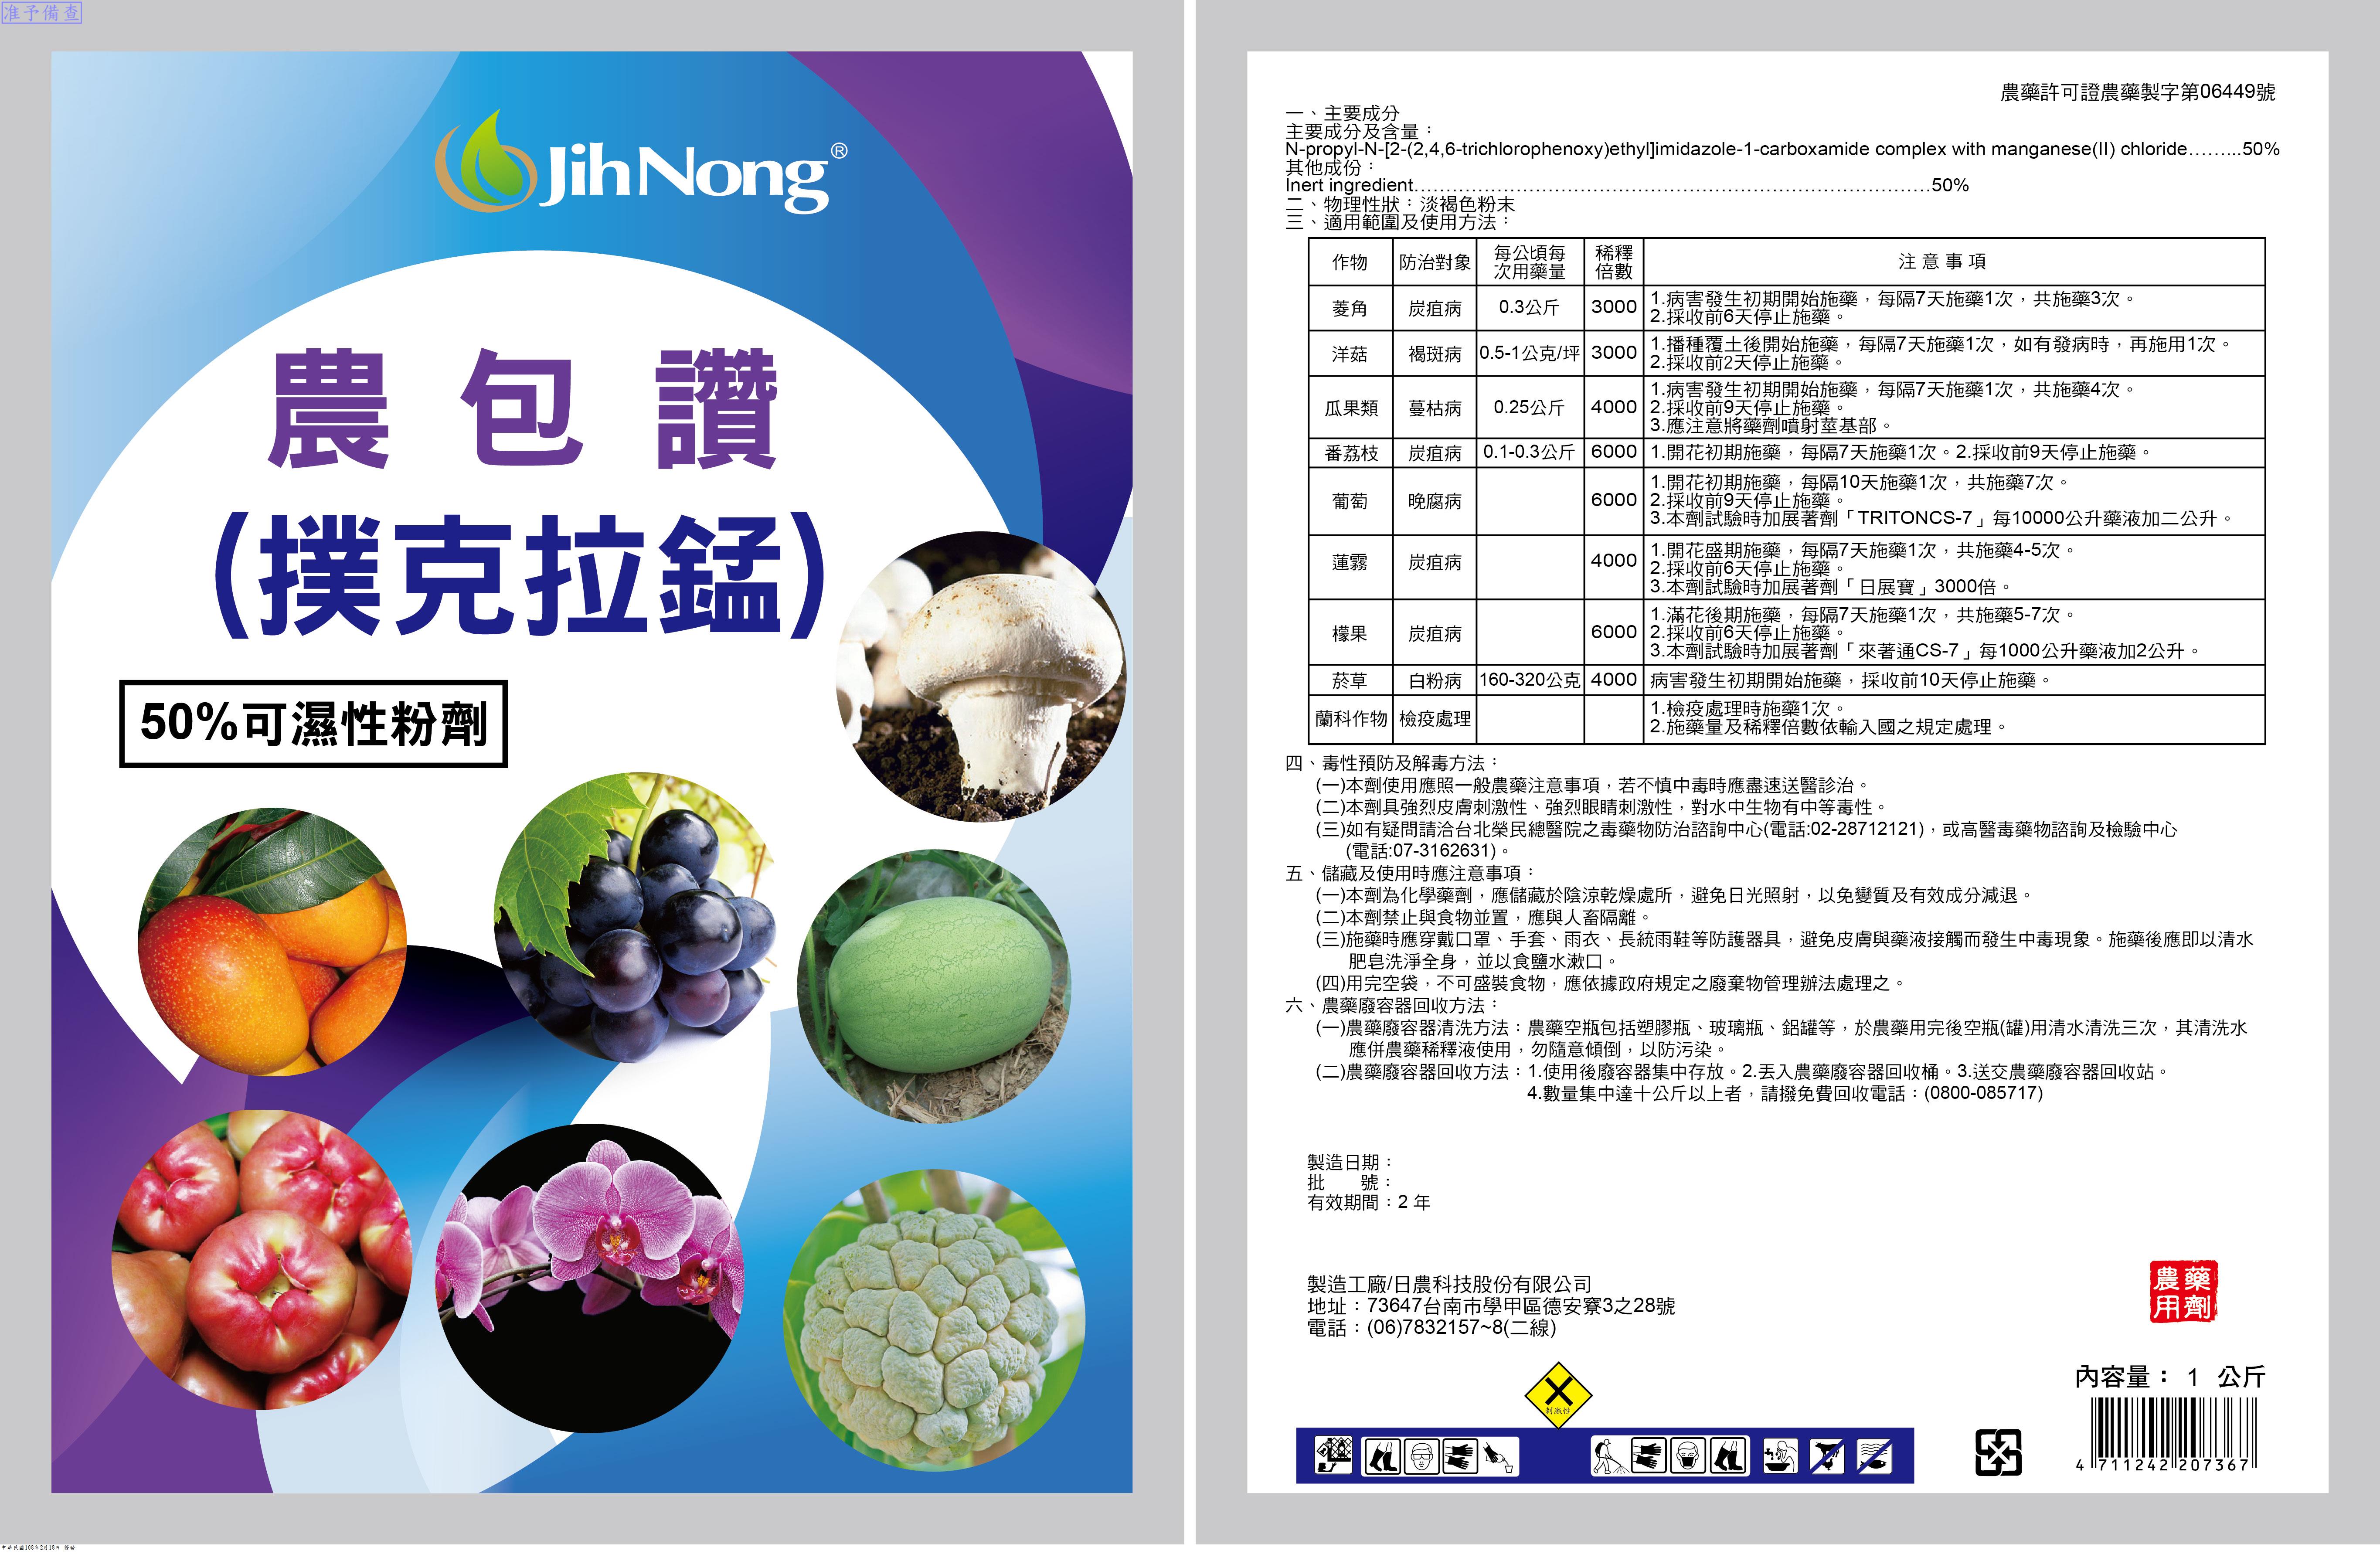 准予備查
JihNong®
農包讚
(撲克拉錳)
50%可濕性粉劑
農藥許可證農藥製字第06449號
一、主要成分
主要成分及含量：
N-propyl-N-[2-(2,4,6-trichlorophenoxy)ethyl]imidazole-1-carboxamide complex with manganese(II) chloride.........50%
其他成份：
Inert ingredient................................................................................50%
二、物理性狀：淡褐色粉末
三、適用範圍及使用方法：
作物 防治對象 每公頃每次用藥量 稀釋倍數 注意事項
菱角 炭疽病 0.3公斤 3000 1.病害發生初期開始施藥，每隔7天施藥1次，共施藥3次。
2.採收前6天停止施藥。
洋菇 褐斑病 0.5-1公克/坪 3000 1.播種覆土後開始施藥，每隔7天施藥1次，如有發病時，再施用1次。
2.採收前2天停止施藥。
瓜果類 蔓枯病 0.25公斤 4000 1.病害發生初期開始施藥，每隔7天施藥1次，共施藥4次。
2.採收前9天停止施藥。
3.應注意將藥劑噴射莖基部。
番荔枝 炭疽病 0.1-0.3公斤 6000 1.開花初期施藥，每隔7天施藥1次。2.採收前9天停止施藥。
葡萄 晚腐病 6000 1.開花初期施藥，每隔10天施藥1次，共施藥7次。
2.採收前9天停止施藥。
3.本劑試驗時加展著劑「TRITONCS-7」每10000公升藥液加二公升。
蓮霧 炭疽病 4000 1.開花盛期施藥，每隔7天施藥1次，共施藥4-5次。
2.採收前6天停止施藥。
3.本劑試驗時加展著劑「日展寶」3000倍。
檬果 炭疽病 6000 1.滿花後期施藥，每隔7天施藥1次，共施藥5-7次。
2.採收前6天停止施藥。
3.本劑試驗時加展著劑「來著通CS-7」每1000公升藥液加2公升。
菸草 白粉病 160-320公克 4000 病害發生初期開始施藥，採收前10天停止施藥。
蘭科作物 檢疫處理 1.檢疫處理時施藥1次。
2.施藥量及稀釋倍數依輸入國之規定處理。
四、毒性預防及解毒方法：
(一)本劑使用應照一般農藥注意事項，若不慎中毒時應盡速送醫診治。
(二)本劑具強烈皮膚刺激性、強烈眼睛刺激性，對水中生物有中等毒性。
(三)如有疑問請洽台北榮民總醫院之毒藥物防治諮詢中心(電話:02-28712121)，或高醫毒藥物諮詢及檢驗中心
(電話:07-3162631)。
五、儲藏及使用時應注意事項：
(一)本劑為化學藥劑，應儲藏於陰涼乾燥處所，避免日光照射，以免變質及有效成分減退。
(二)本劑禁止與食物並置，應與人畜隔離。
(三)施藥時應穿戴口罩、手套、雨衣、長統雨鞋等防護器具，避免皮膚與藥液接觸而發生中毒現象。施藥後應即以清水
肥皂洗淨全身，並以食鹽水漱口。
(四)用完空袋，不可盛裝食物，應依據政府規定之廢棄物管理辦法處理之。
六、農藥廢容器回收方法：
(一)農藥廢容器清洗方法：農藥空瓶包括塑膠瓶、玻璃瓶、鋁罐等，於農藥用完後空瓶(罐)用清水清洗三次，其清洗水
應併農藥稀釋液使用，勿隨意傾倒，以防污染。
(二)農藥廢容器回收方法：1.使用後廢容器集中存放。2.丟入農藥廢容器回收桶。3.送交農藥廢容器回收站。
4.數量集中達十公斤以上者，請撥免費回收電話：(0800-085717)
製造日期：
批　　號：
有效期間：2 年
製造工廠/日農科技股份有限公司
地址：73647台南市學甲區德安寮3之28號
電話：(06)7832157~8(二線)
農藥
用劑
內容量： 1 公斤
刺激性
4 711242 207367
中華民國108年2月18日 簽發